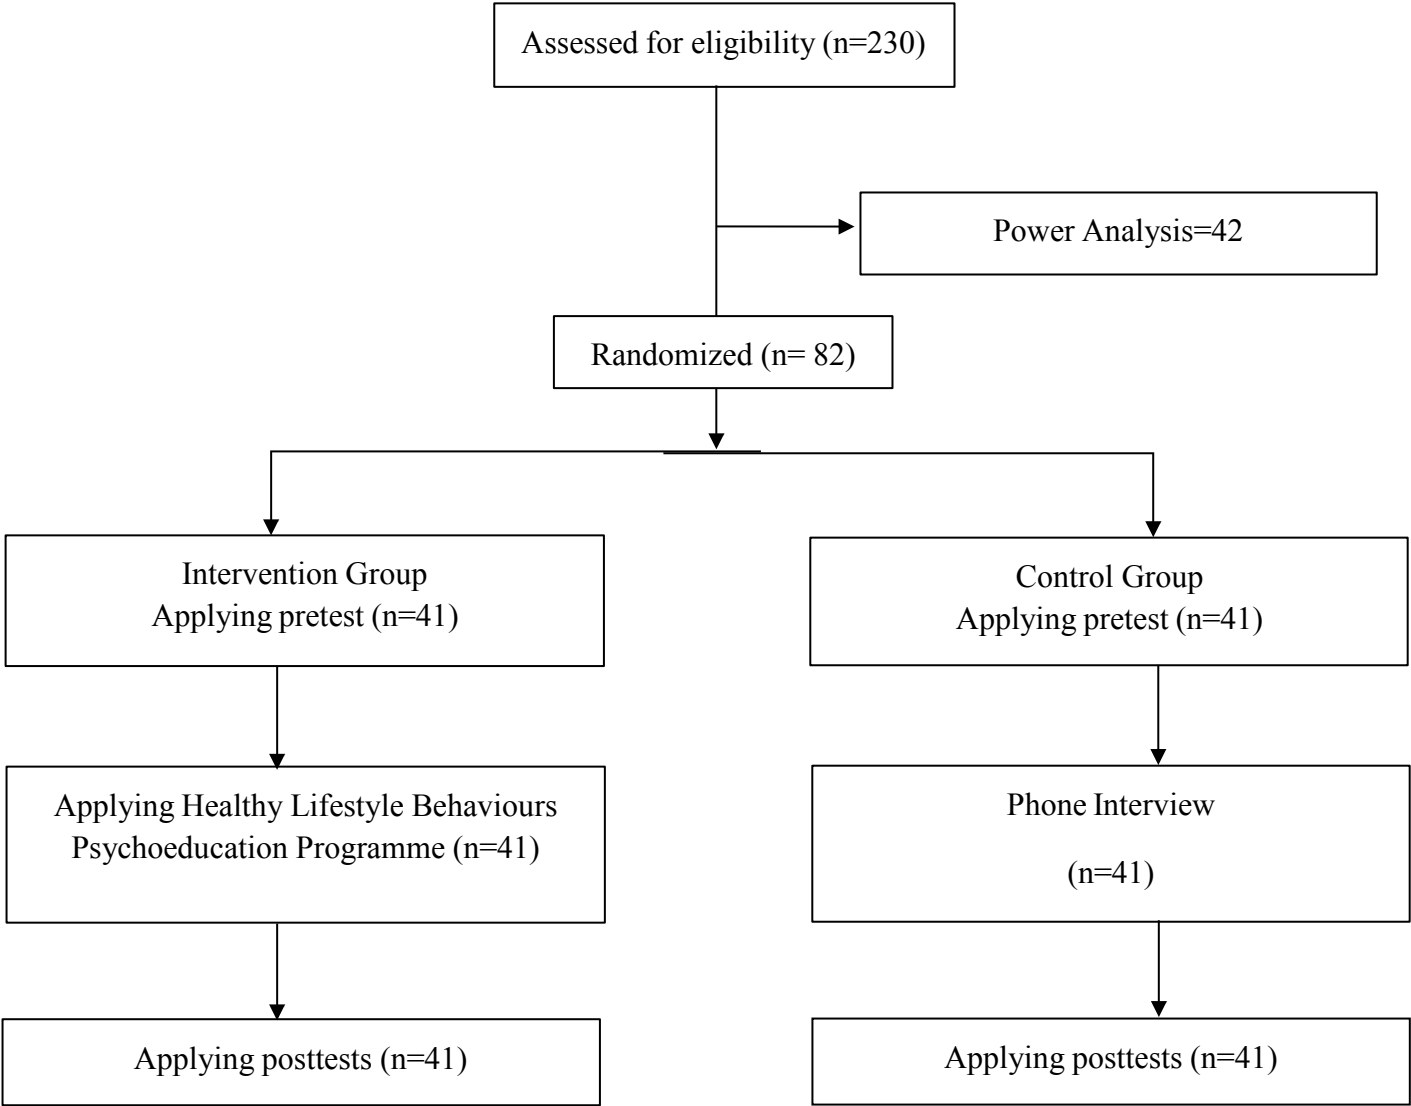 Assessed for eligibility (n=230)
Power Analysis=42
Randomized (n= 82)
Intervention Group
Applying pretest (n=41)
Control Group
Applying pretest (n=41)
Applying Healthy Lifestyle Behaviours
Psychoeducation Programme (n=41)
Phone Interview
(n=41)
Applying posttests (n=41)
Applying posttests (n=41)